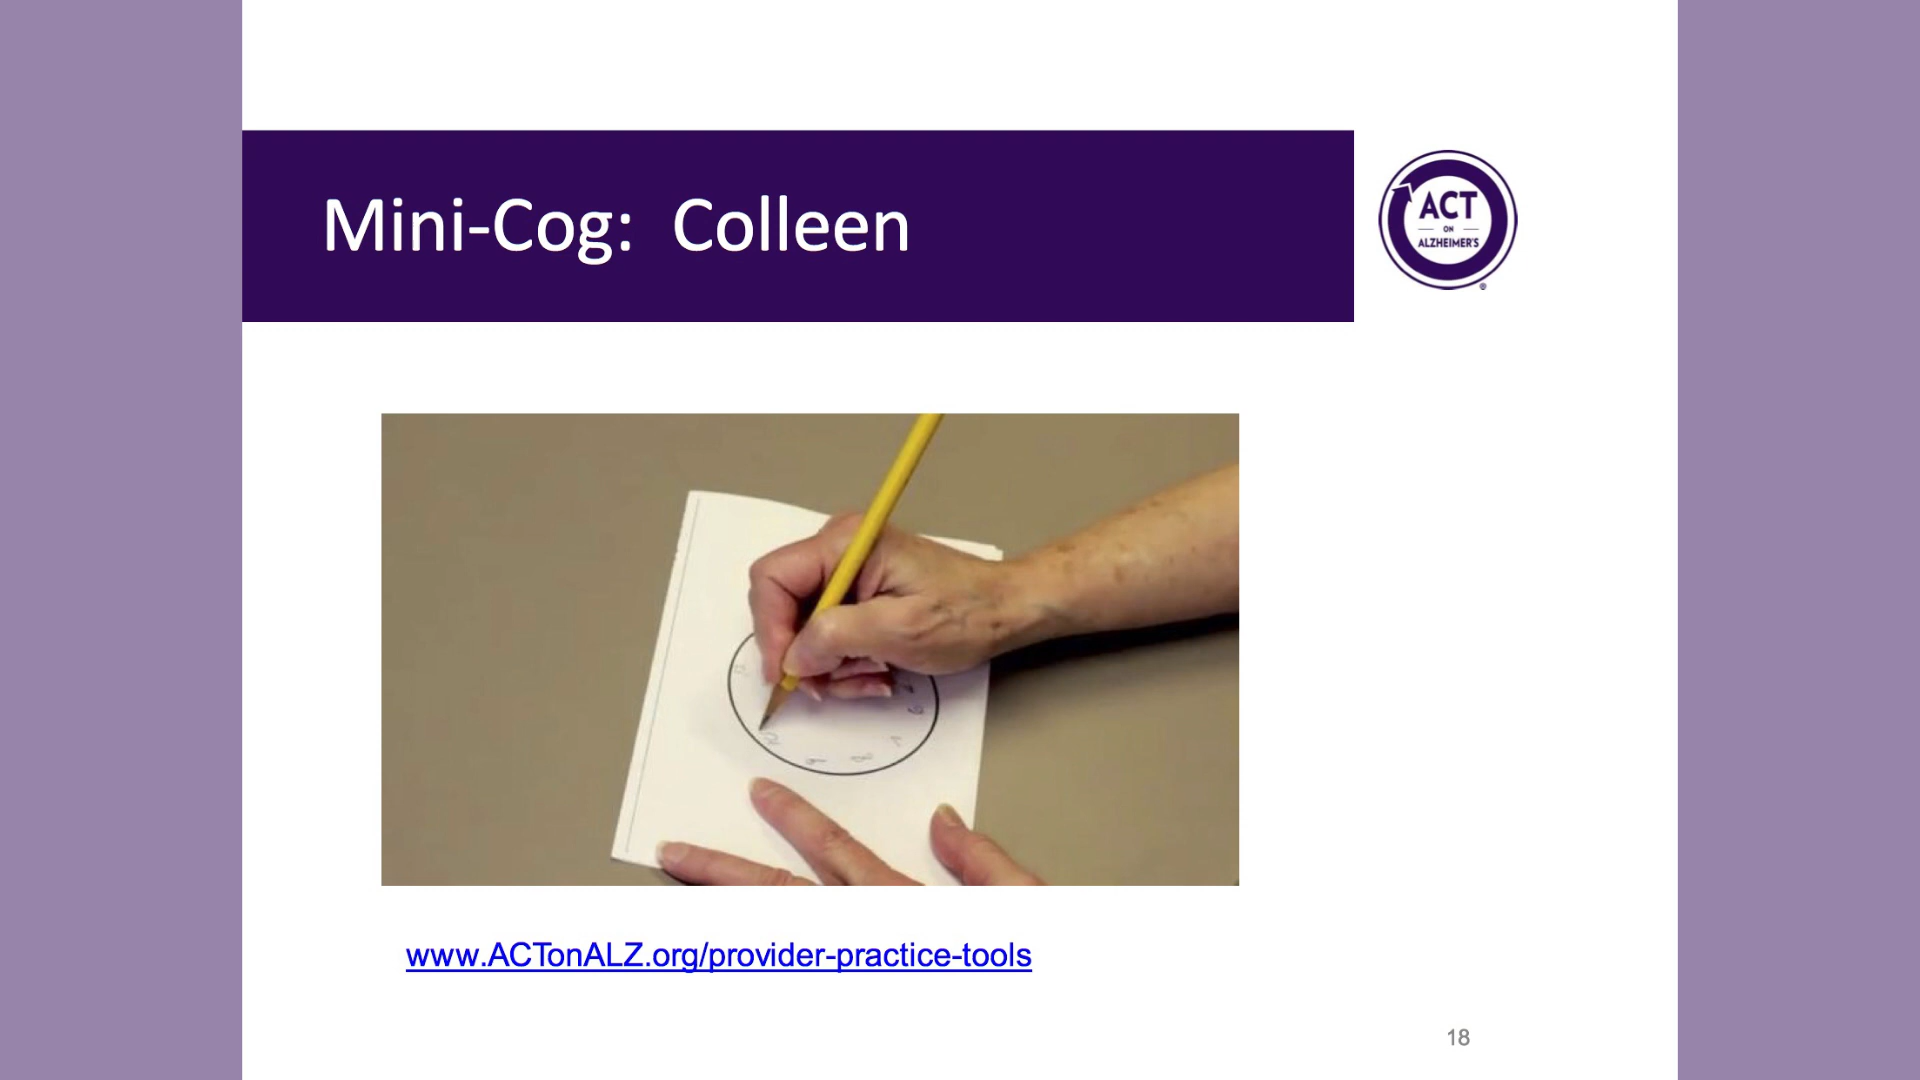 Mini-Cog:  Colleen
ACT
ON
ALZHEIMER'S
®
www.ACTonALZ.org/provider-practice-tools
18